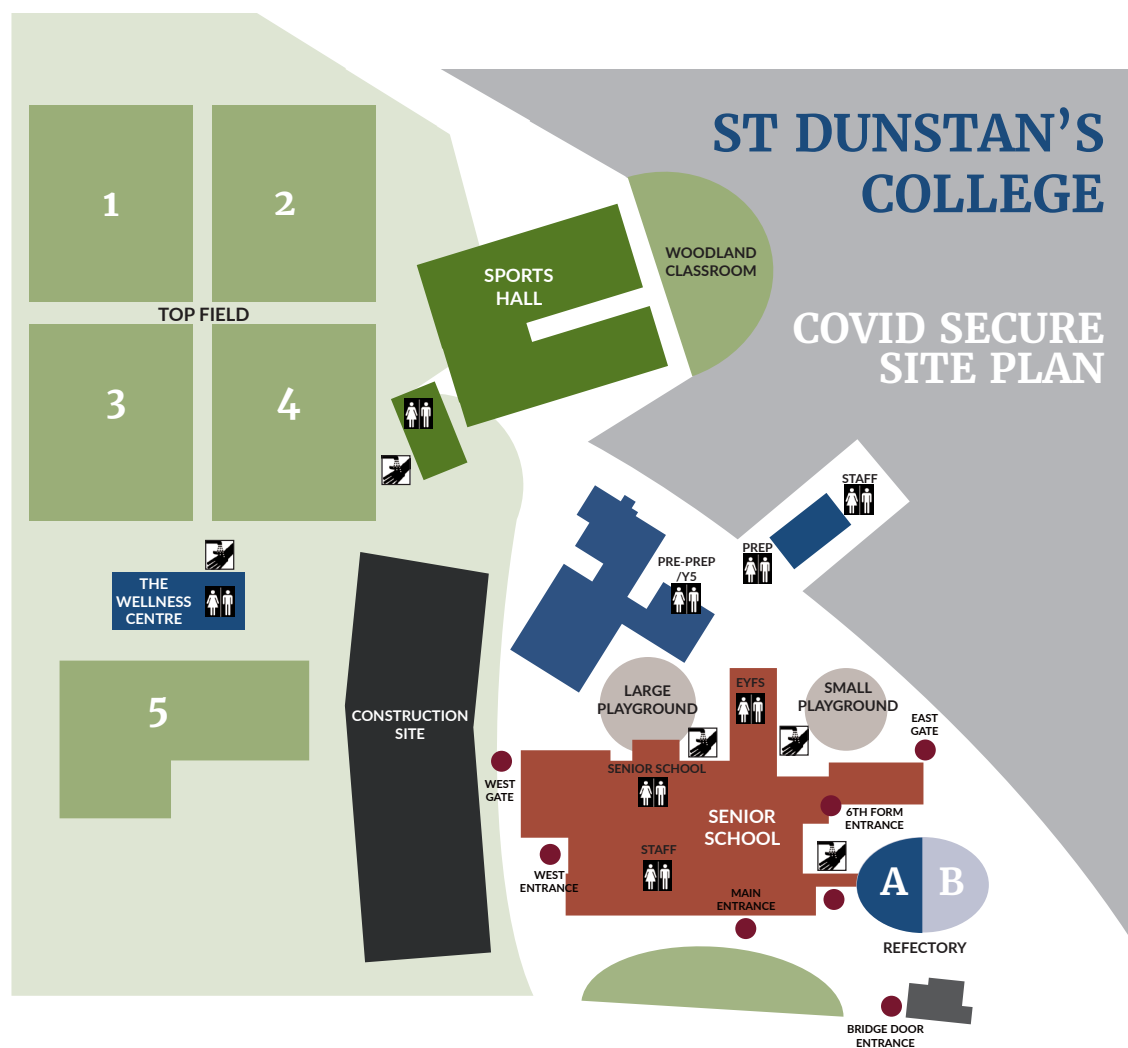 ST DUNSTAN'S
COLLEGE
COVID SECURE
SITE PLAN
1
2
TOP FIELD
3
4
SPORTS
HALL
WOODLAND
CLASSROOM
STAFF
PREP
PRE-PREP
/Y5
THE
WELLNESS
CENTRE
5
CONSTRUCTION
SITE
LARGE
PLAYGROUND
EYFS
SMALL
PLAYGROUND
EAST
GATE
WEST
GATE
SENIOR SCHOOL
SENIOR
SCHOOL
6TH FORM
ENTRANCE
STAFF
WEST
ENTRANCE
MAIN
ENTRANCE
A
B
REFECTORY
BRIDGE DOOR
ENTRANCE